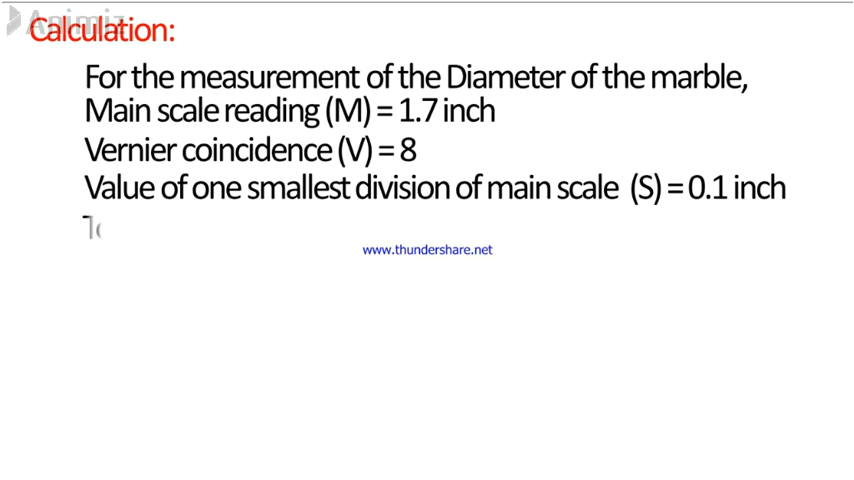 Animiz
Calculation:
For the measurement of the Diameter of the marble,
Main scale reading (M) = 1.7 inch
Vernier coincidence (V) = 8
Value of one smallest division of main scale (S) = 0.1 inch
www.thundershare.net